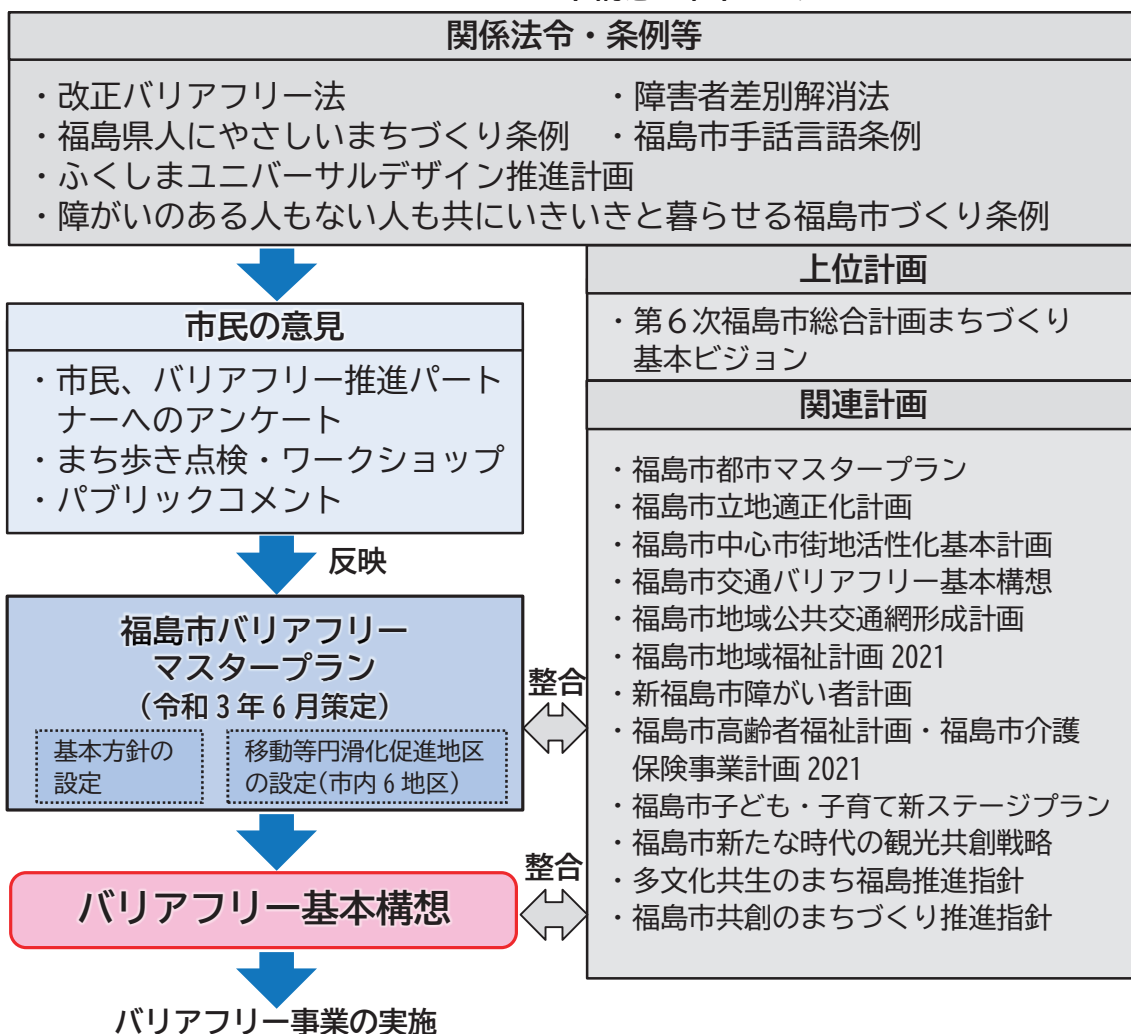 関係法令・条例等
・改正バリアフリー法
・障害者差別解消法
・福島県人にやさしいまちづくり条例
・福島市手話言語条例
・ふくしまユニバーサルデザイン推進計画
・障がいのある人もない人も共にいきいきと暮らせる福島市づくり条例
市民の意見
・市民、バリアフリー推進パート
ナーへのアンケート
・まち歩き点検・ワークショップ
・パブリックコメント
反映
福島市バリアフリー
マスタープラン
（令和３年６月策定）
基本方針の
設定
移動等円滑化促進地区
の設定(市内６地区）
整合
バリアフリー基本構想
整合
バリアフリー事業の実施
上位計画
・第６次福島市総合計画まちづくり
基本ビジョン
関連計画
・福島市都市マスタープラン
・福島市立地適正化計画
・福島市中心市街地活性化基本計画
・福島市交通バリアフリー基本構想
・福島市地域公共交通網形成計画
・福島市地域福祉計画 2021
・新福島市障がい者計画
・福島市高齢者福祉計画・福島市介護
保険事業計画 2021
・福島市子ども・子育て新ステージプラン
・福島市新たな時代の観光共創戦略
・多文化共生のまち福島推進指針
・福島市共創のまちづくり推進指針